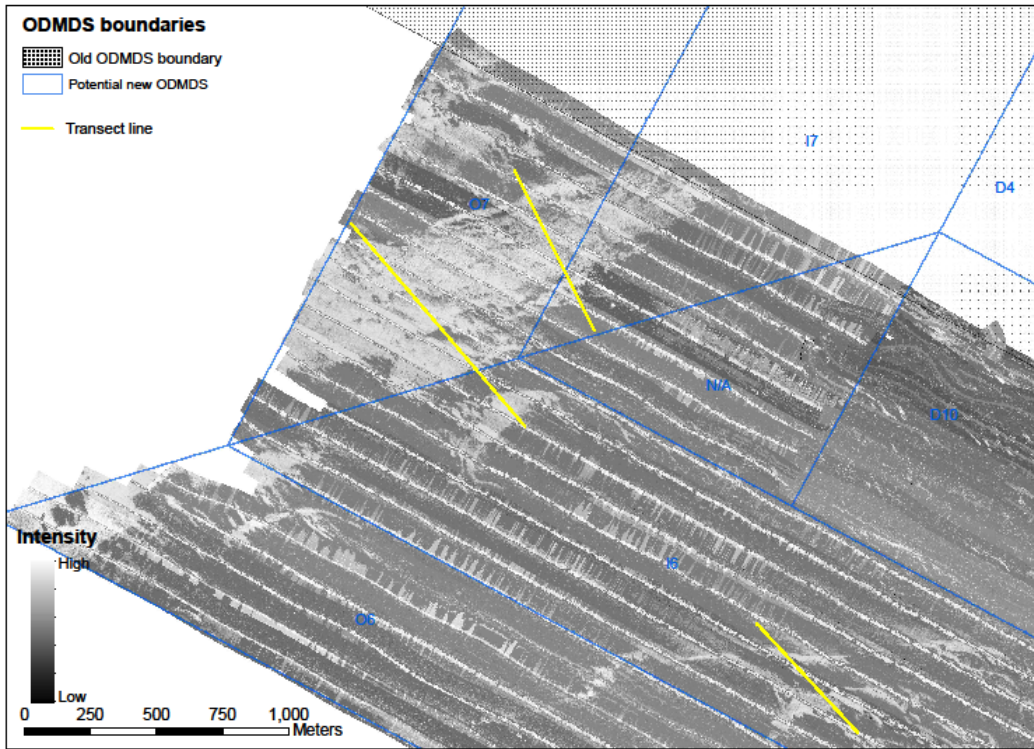 ODMDS boundaries
Old ODMDS boundary
Potential new ODMDS
Transect line
I7
D4
O7
N/A
D10
I6
O6
Intensity
High
Low
0 250 500 750 1,000
Meters